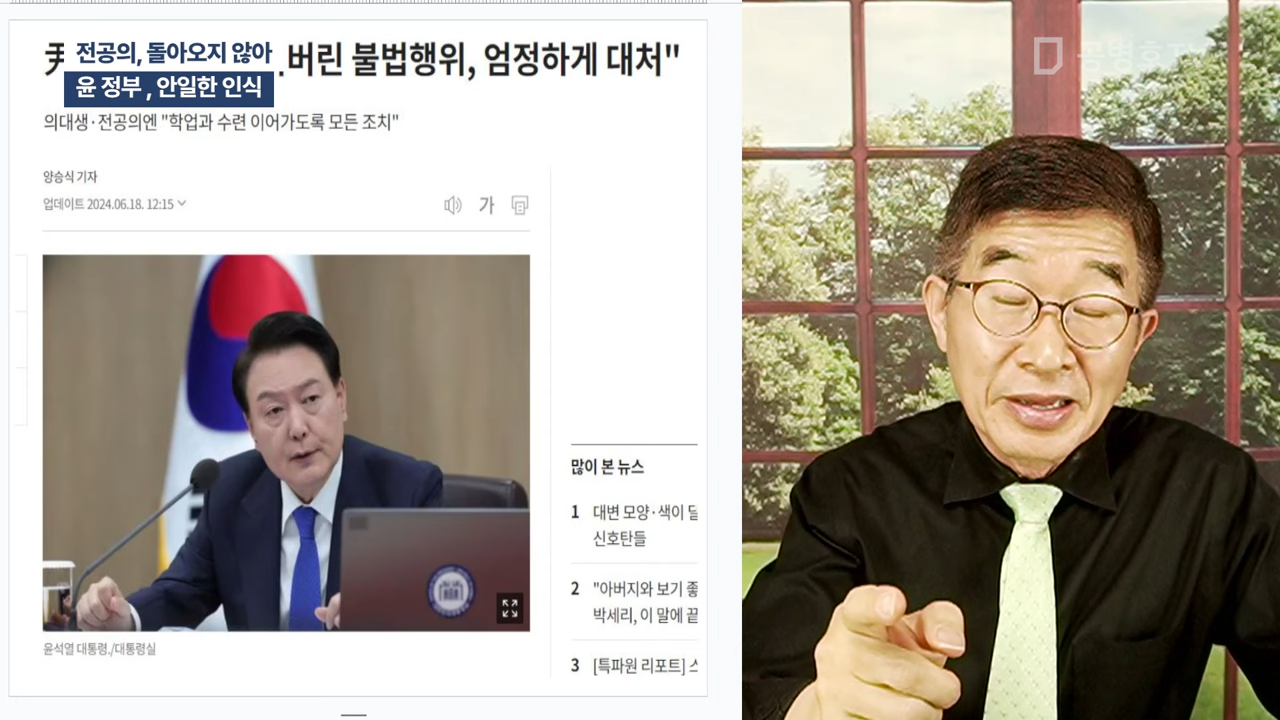 전공의, 돌아오지 않아
윤 정부 , 안일한 인식
尹 .버린 불법행위, 엄정하게 대처"
의대생·전공의엔 "학업과 수련 이어가도록 모든 조치"
양승식 기자
업데이트 2024.06.18. 12:15
가
윤석열 대통령./대통령실
많이 본 뉴스
1 대변 모양·색이
신호탄들
2 "아버지와 보기
박세리, 이 말에
3 [특파원 리포트]
공병호